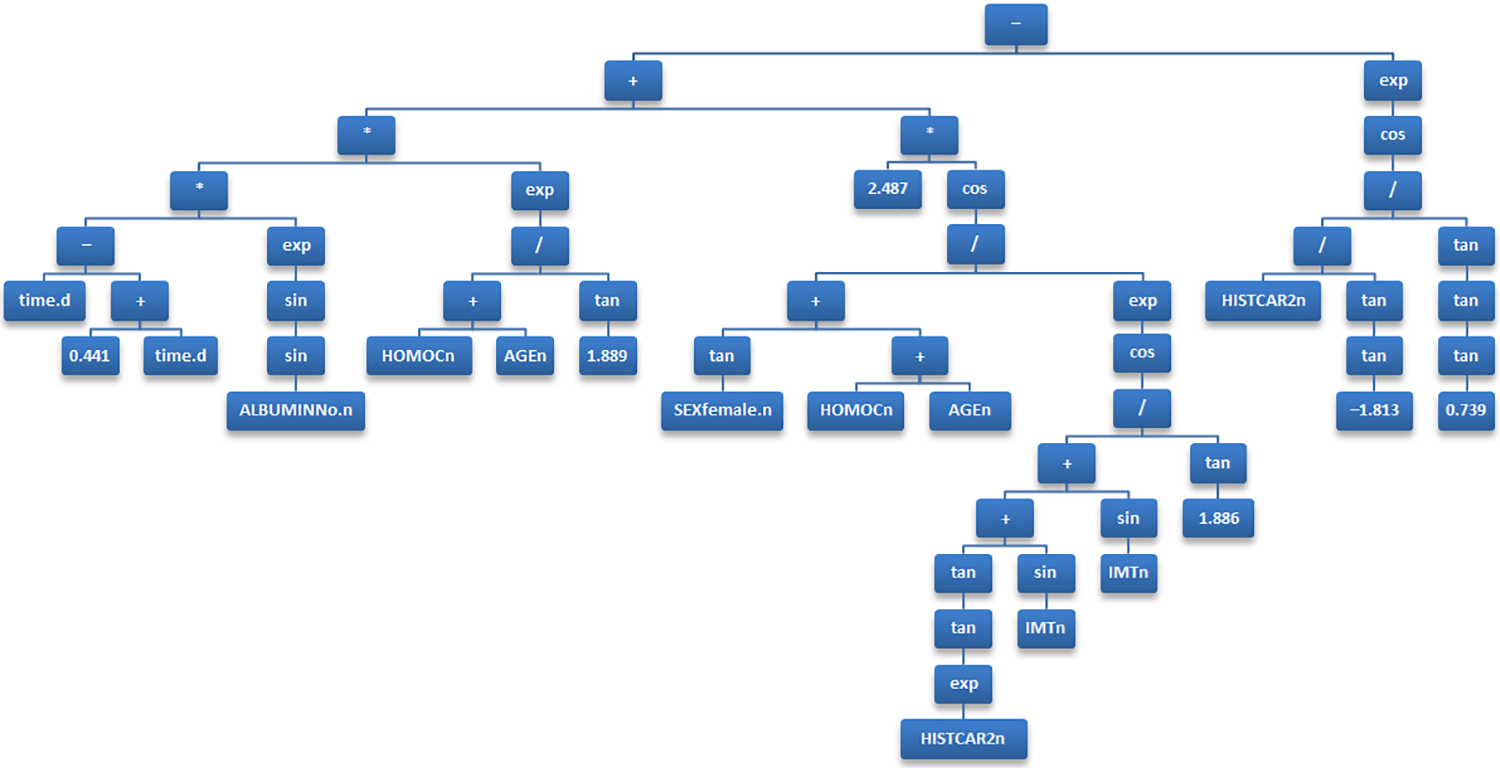 −
+ exp
* * cos
* exp 2.487 cos /
− exp / / / tan
time.d + sin + tan + exp HISTCAR2n tan tan
0.441 time.d sin HOMOCn AGEn 1.889 tan + cos tan tan
ALBUMINNo.n SEXfemale.n HOMOCn AGEn / −1.813 0.739
+ tan
+ sin 1.886
tan sin IMTn
tan IMTn
exp
HISTCAR2n